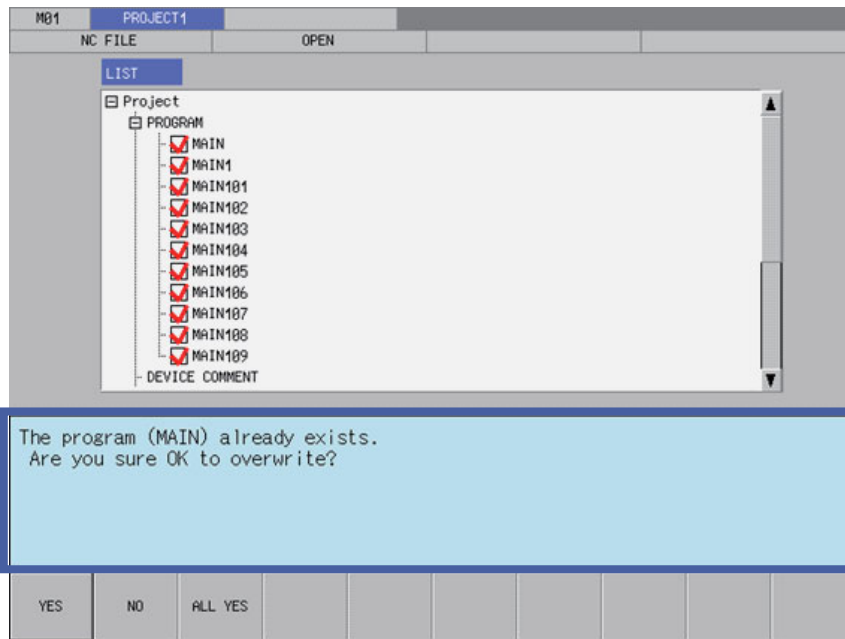 M01 PROJECT1
NC FILE OPEN
LIST
Project
PROGRAM
MAIN
MAIN1
MAIN101
MAIN102
MAIN103
MAIN104
MAIN105
MAIN106
MAIN107
MAIN108
MAIN109
DEVICE COMMENT
The program (MAIN) already exists.
Are you sure OK to overwrite?
YES NO ALL YES